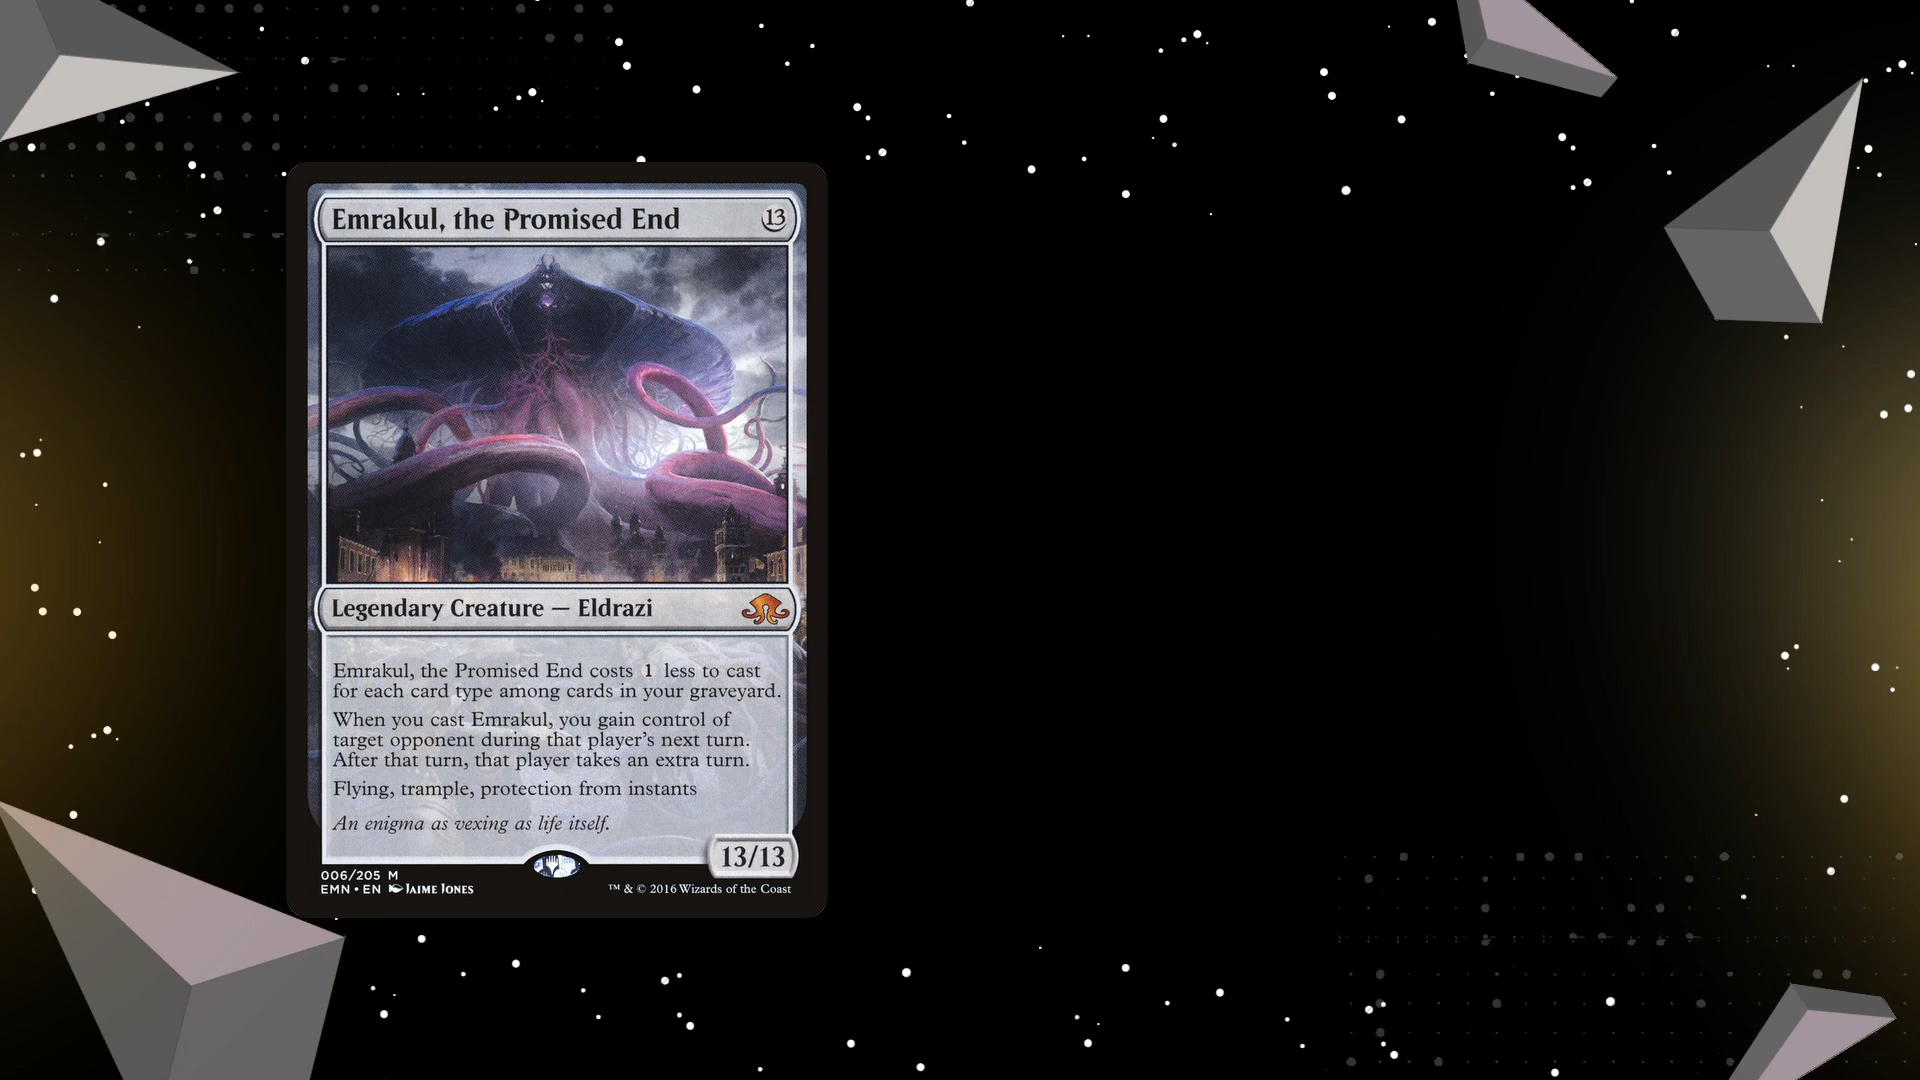 Emrakul, the Promised End 13
Legendary Creature — Eldrazi
Emrakul, the Promised End costs 1 less to cast
for each card type among cards in your graveyard.
When you cast Emrakul, you gain control of
target opponent during that player's next turn.
After that turn, that player takes an extra turn.
Flying, trample, protection from instants
An enigma as vexing as life itself.
13/13
006/205 M
EMN • EN JAIME JONES
™ & © 2016 Wizards of the Coast